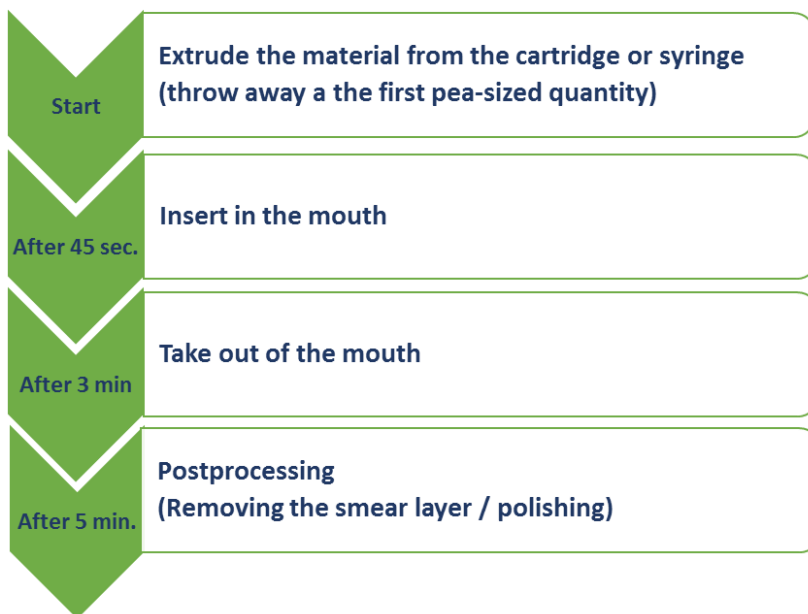 Start
Extrude the material from the cartridge or syringe
(throw away a the first pea-sized quantity)
After 45 sec.
Insert in the mouth
After 3 min
Take out of the mouth
After 5 min.
Postprocessing
(Removing the smear layer / polishing)